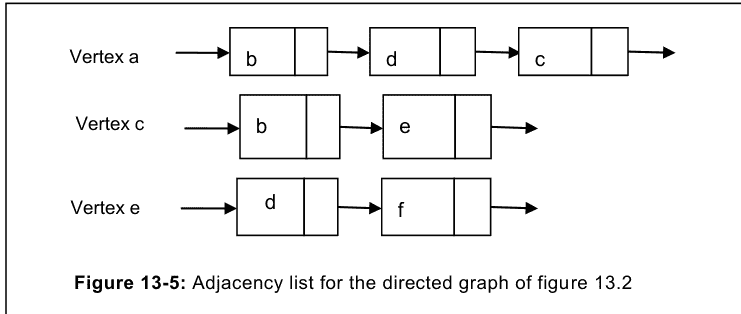 Vertex a b d c
Vertex c b e
Vertex e d f
Figure 13-5: Adjacency list for the directed graph of figure 13.2